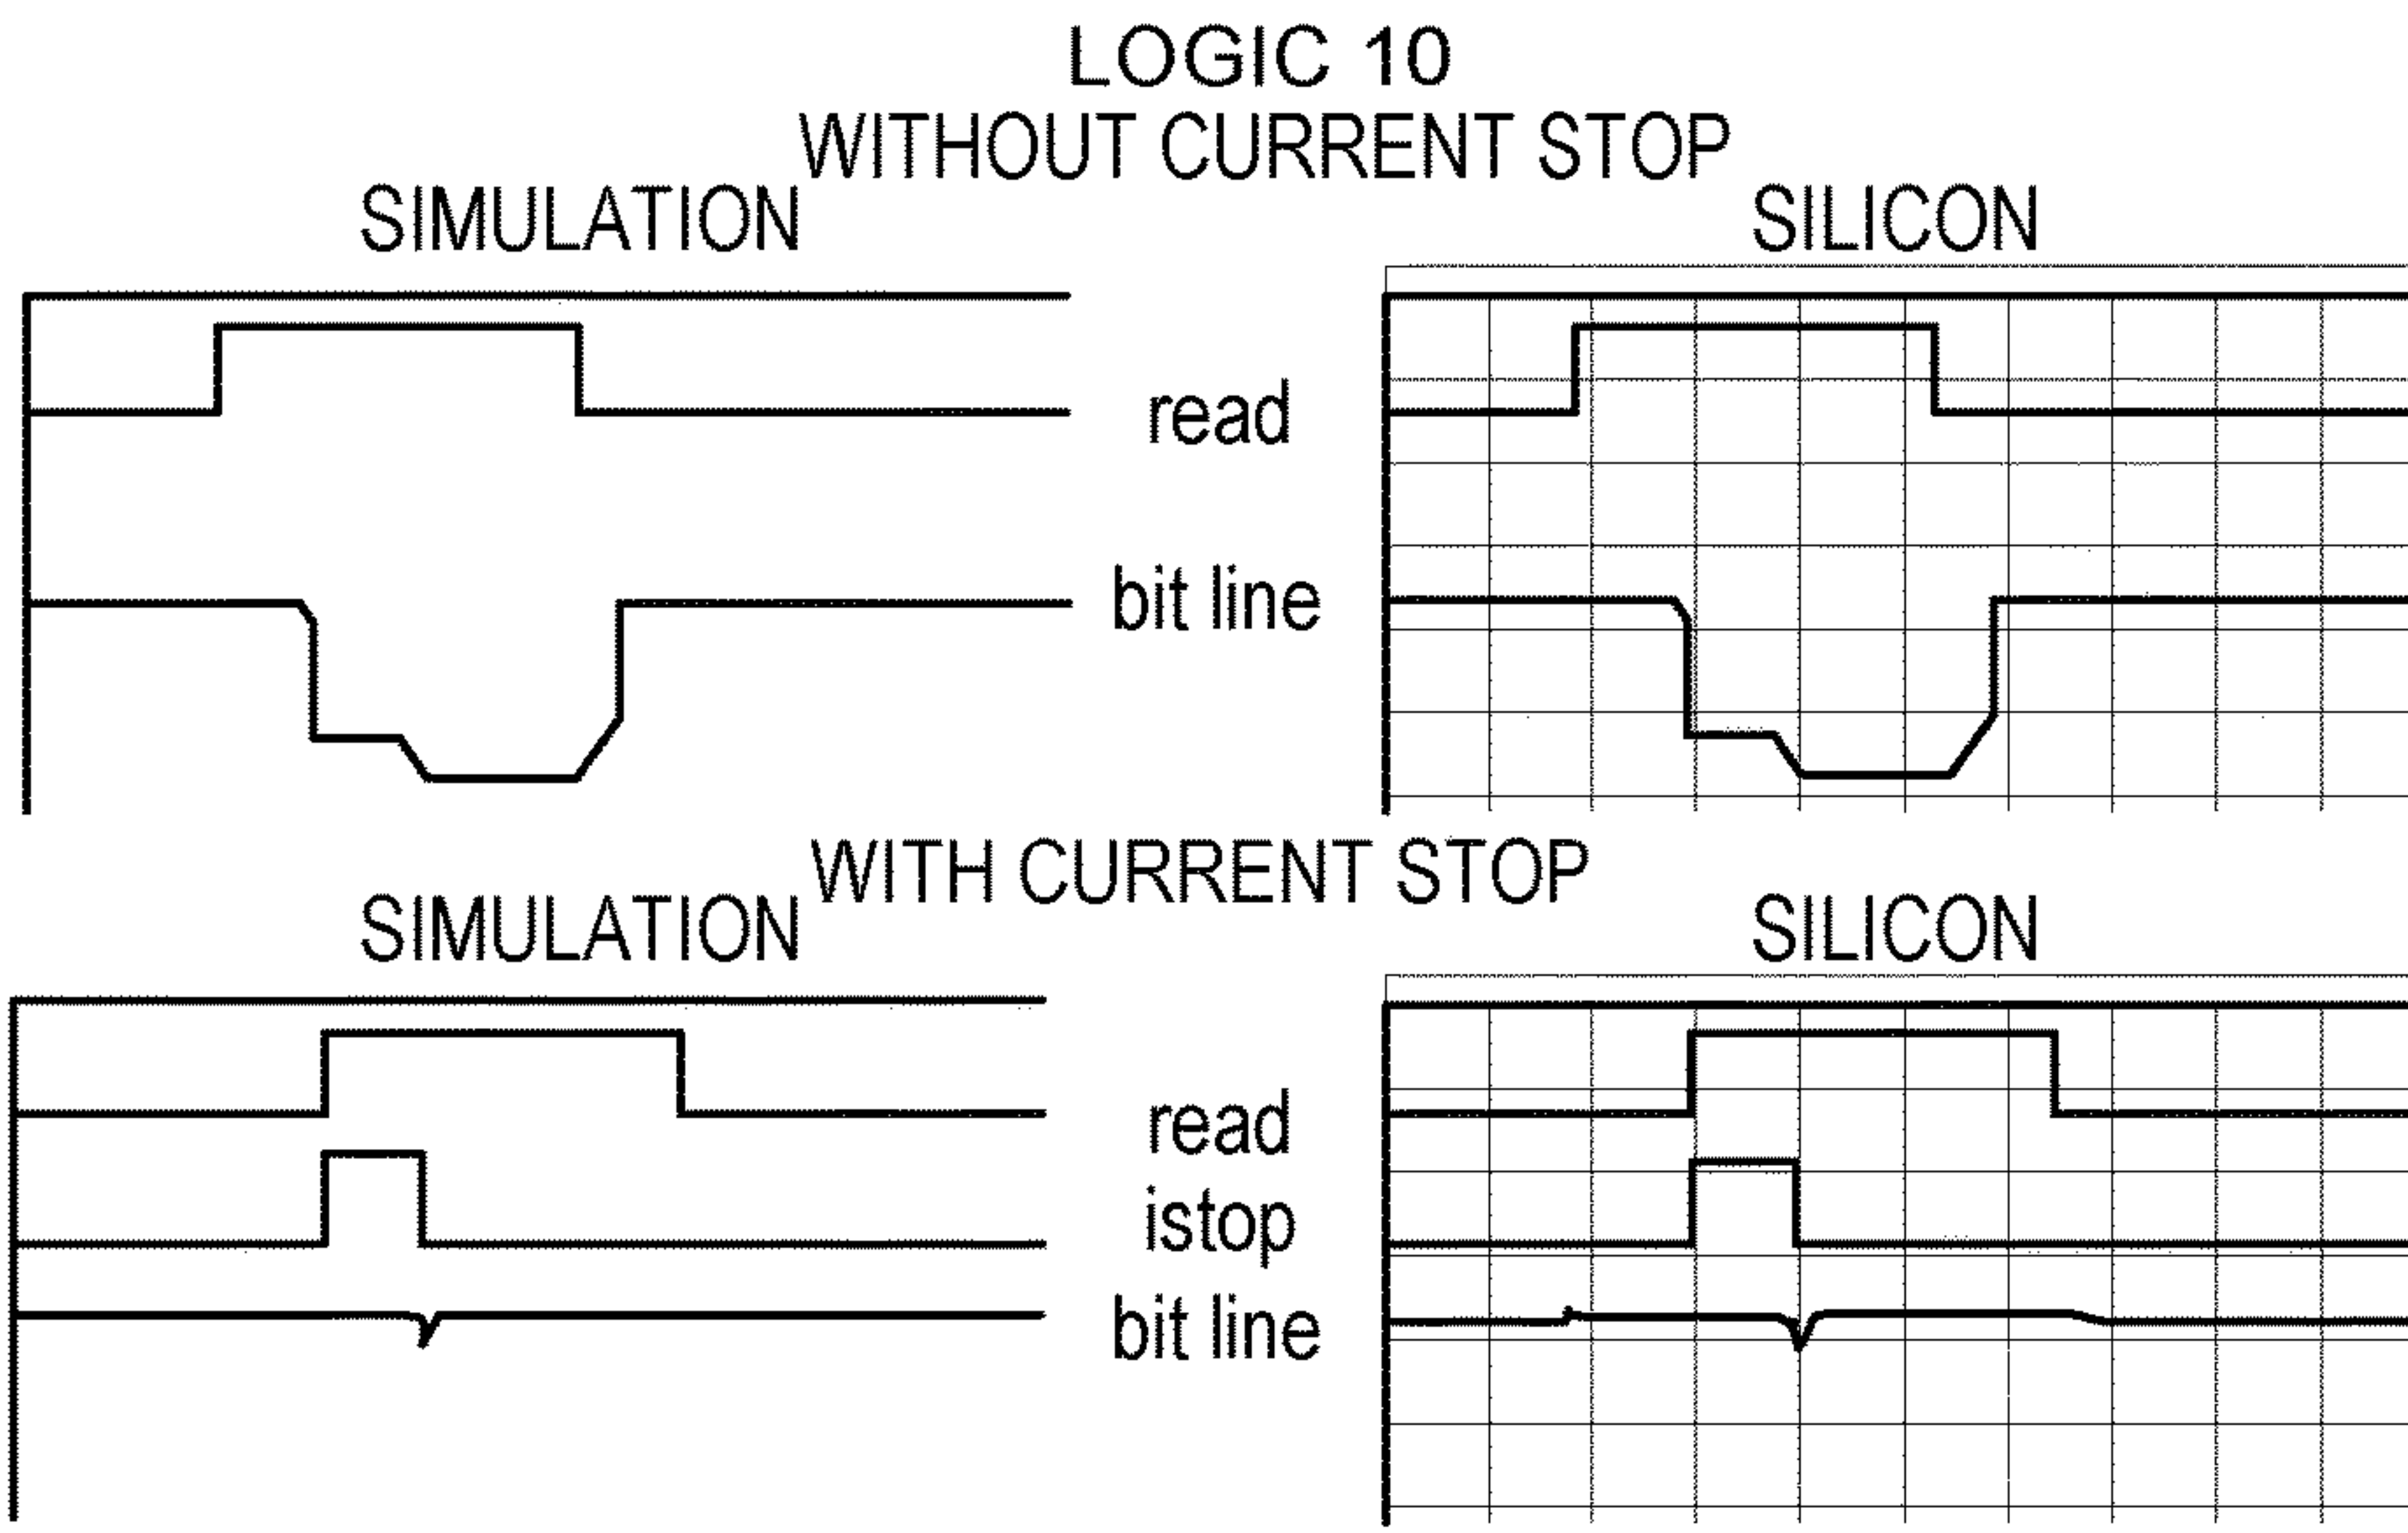 LOGIC 10
WITHOUT CURRENT STOP
SIMULATION
SILICON
read
bit line
WITH CURRENT STOP
SIMULATION
SILICON
read
istop
bit line